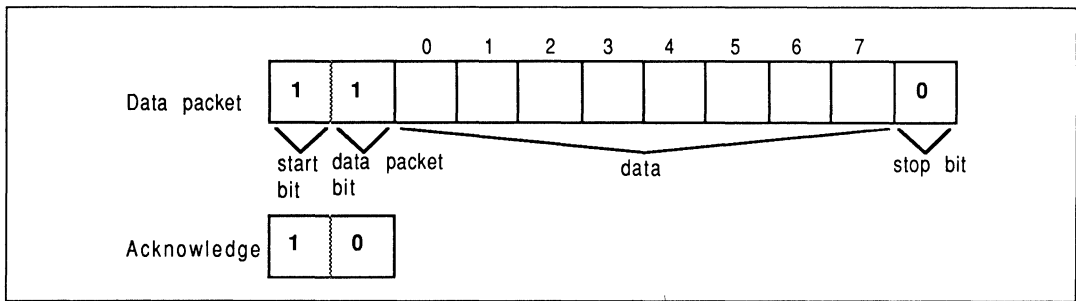 0 1 2 3 4 5 6 7
Data packet 1 1 0
start data packet data stop bit
bit bit
Acknowledge 1 0